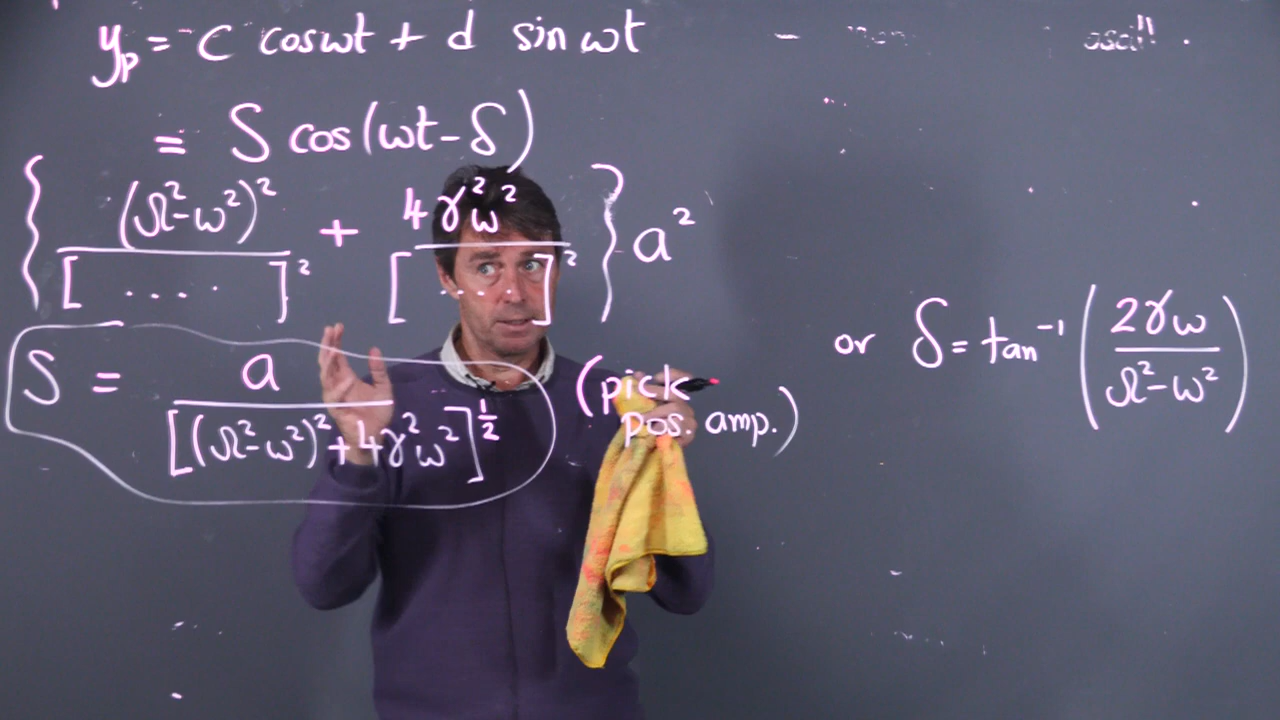 yₚ = c cos ωt + d sin ωt
= S cos(ωt - δ)
{ (Ω² - ω²)² / [ .... ]² + 4γ²ω² / [ .... ]² } a²
S = a / [(Ω² - ω²)² + 4γ²ω²]^½ (pick
pos. amp.)
or δ = tan⁻¹ ( 2γω / Ω² - ω² )